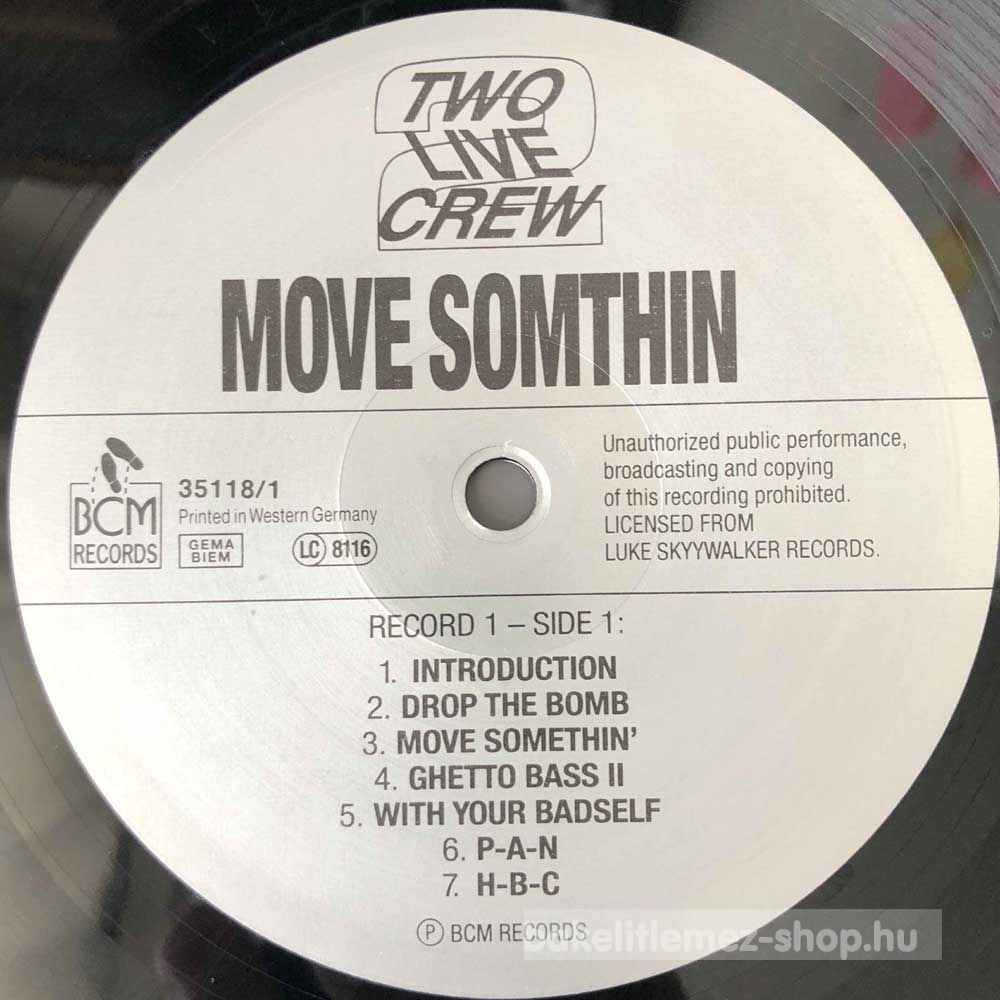 TWO
LIVE
CREW
MOVE SOMTHIN
BCM
RECORDS
35118/1
Printed in Western Germany
GEMA
BIEM
LC 8116
Unauthorized public performance,
broadcasting and copying
of this recording prohibited.
LICENSED FROM
LUKE SKYYWALKER RECORDS.
RECORD 1 – SIDE 1:
1. INTRODUCTION
2. DROP THE BOMB
3. MOVE SOMETHIN'
4. GHETTO BASS II
5. WITH YOUR BADSELF
6. P-A-N
7. H-B-C
Ⓟ BCM RECORDS
bakelitlemez-shop.hu